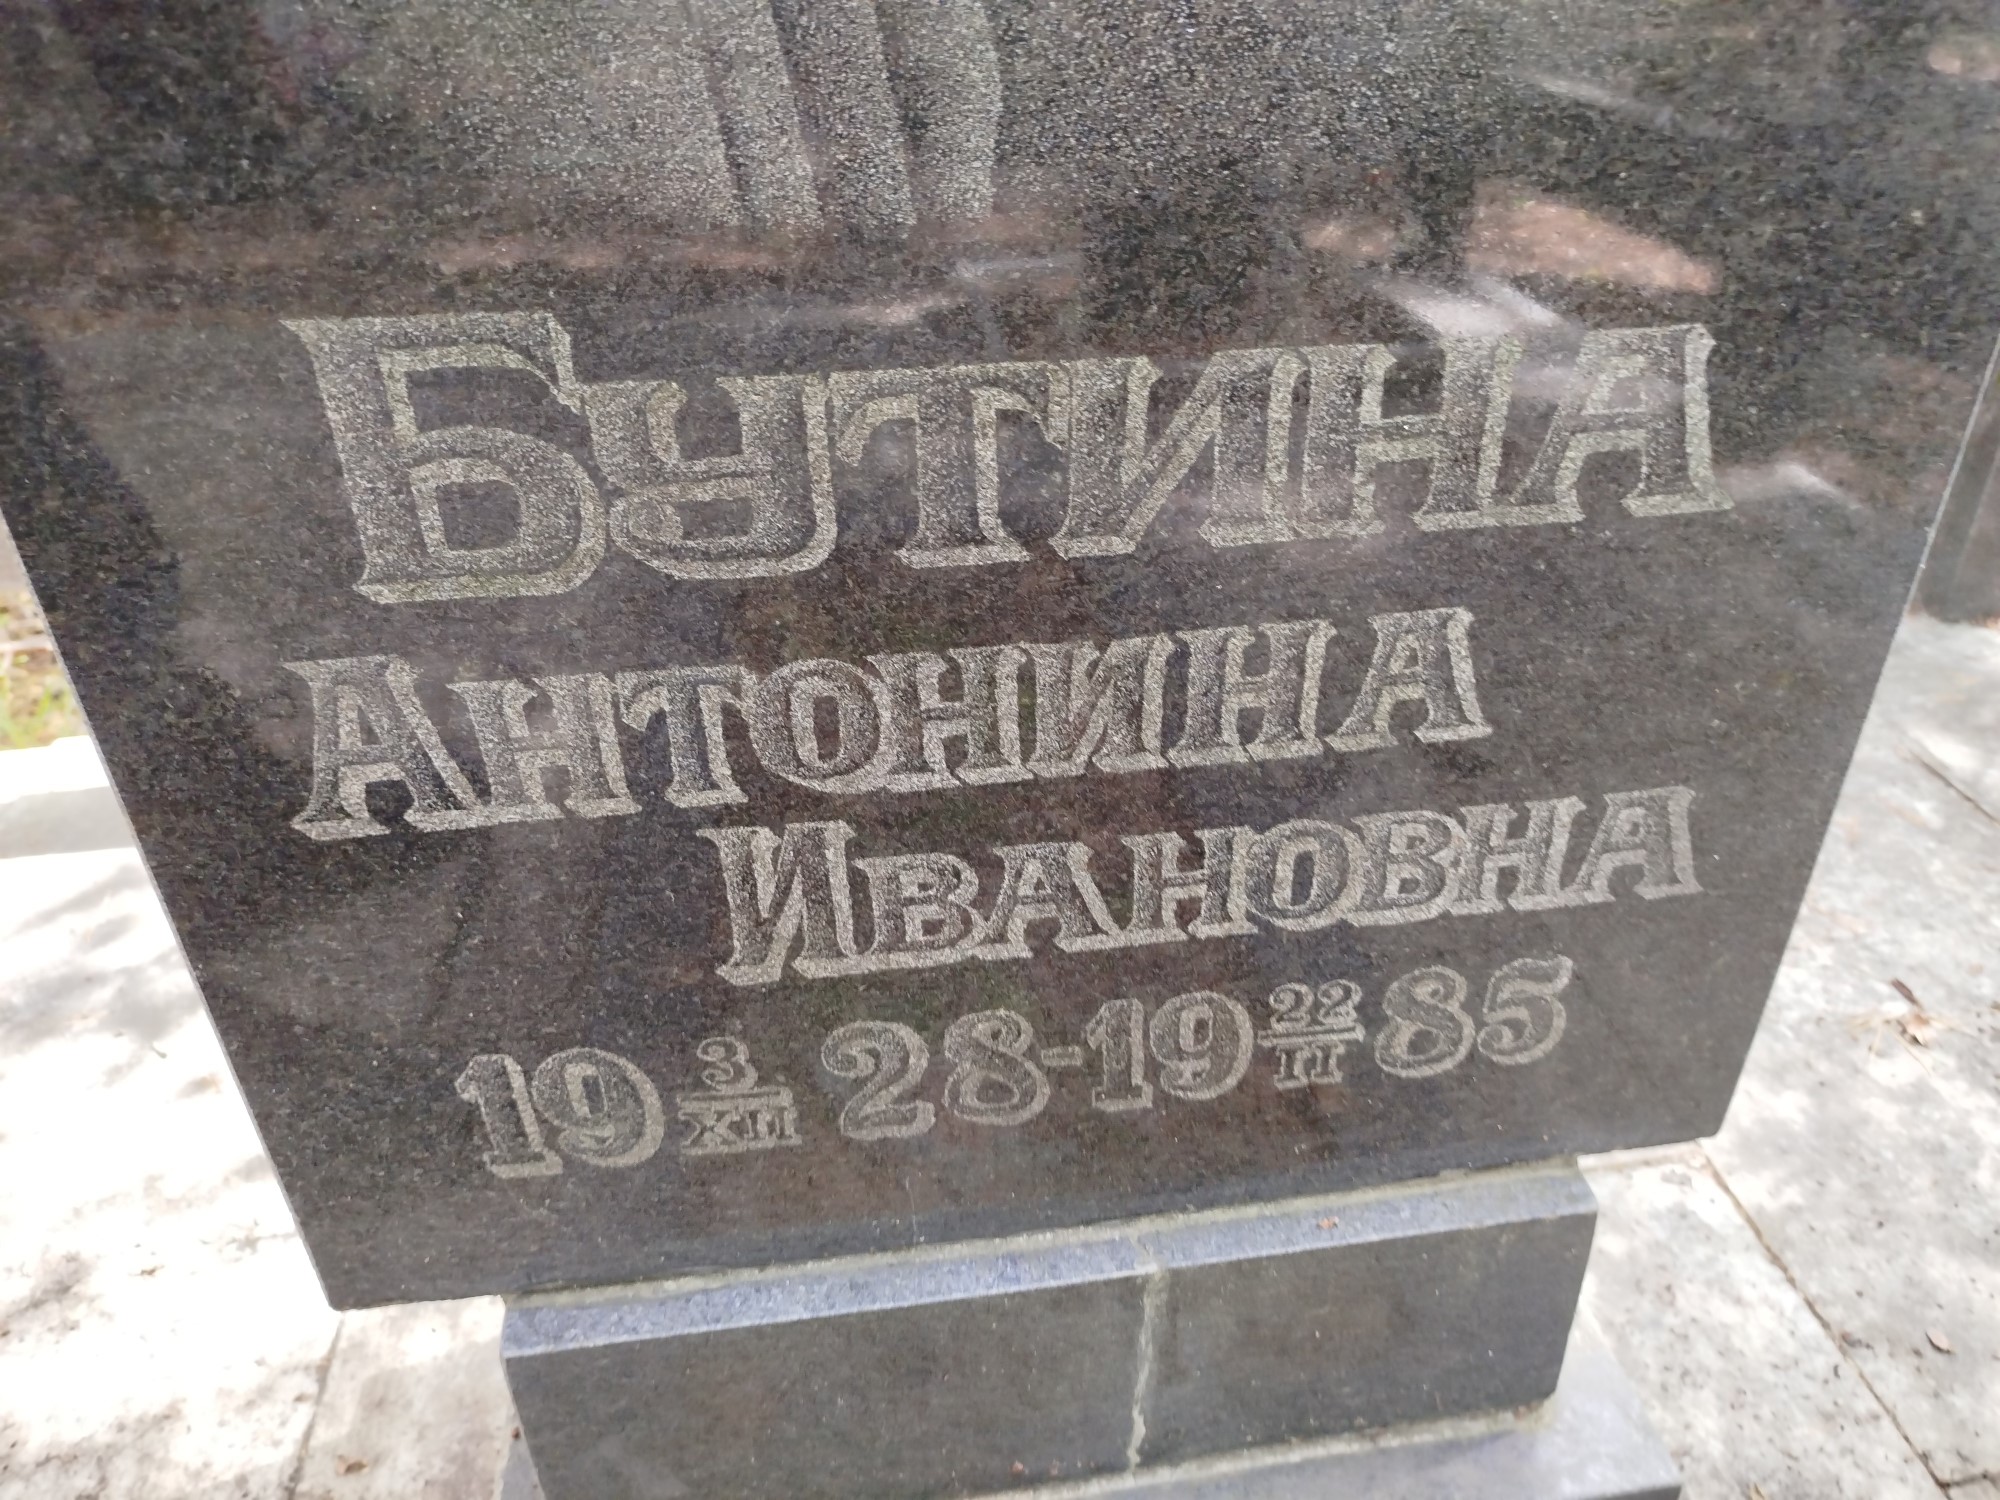 Бутина
Антонина
Ивановна
19 3/XII 28-19 22/II 85